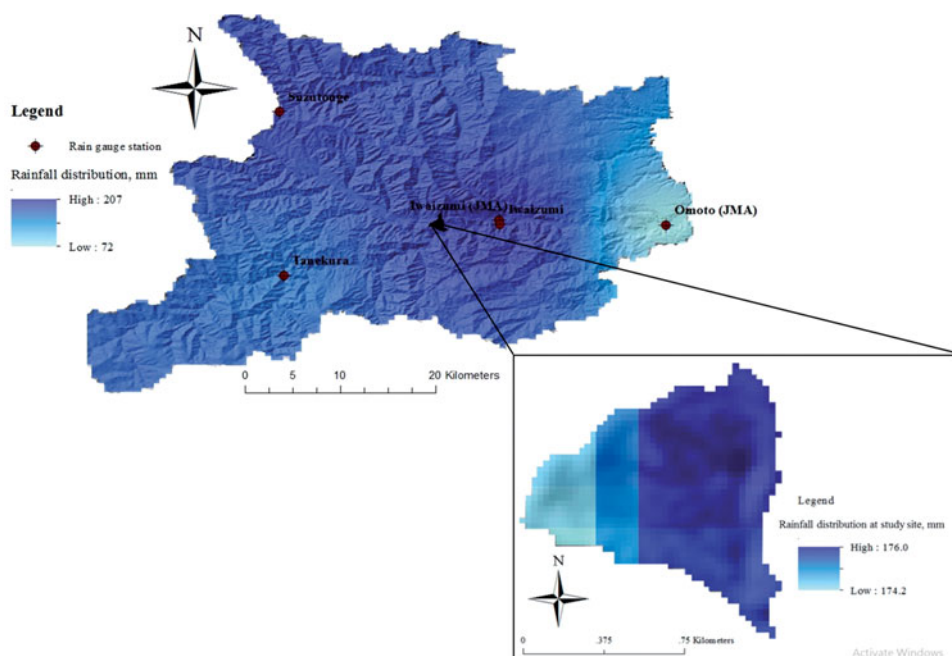 N
Legend
Rain gauge station
Rainfall distribution, mm
High : 207
Low : 72
Suzutouge
Iwaizumi (JMA)
Iwaizumi
Omoto (JMA)
Tanekura
0 5 10 20 Kilometers
Legend
Rainfall distribution at study site, mm
High : 176.0
Low : 174.2
N
0 .375 .75 Kilometers
Activate Windows